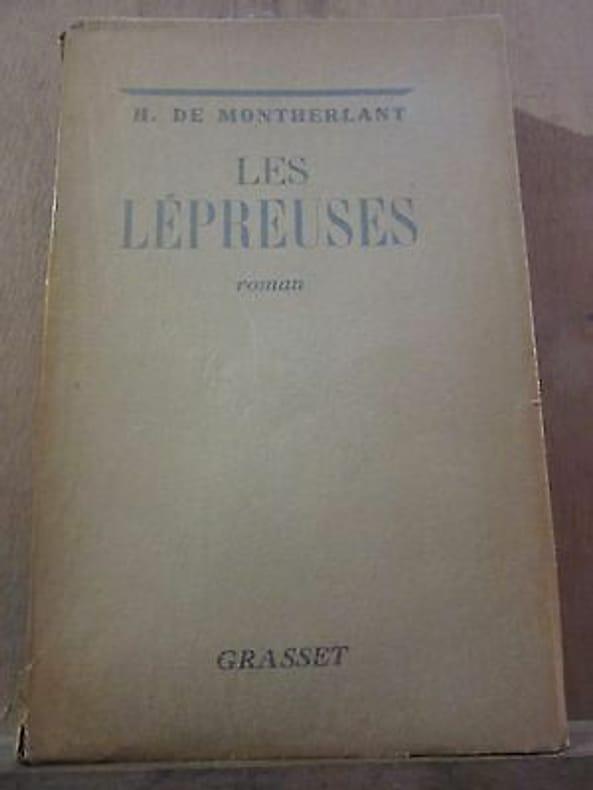 H. DE MONTHERLANT
LES
LÉPREUSES
roman
GRASSET